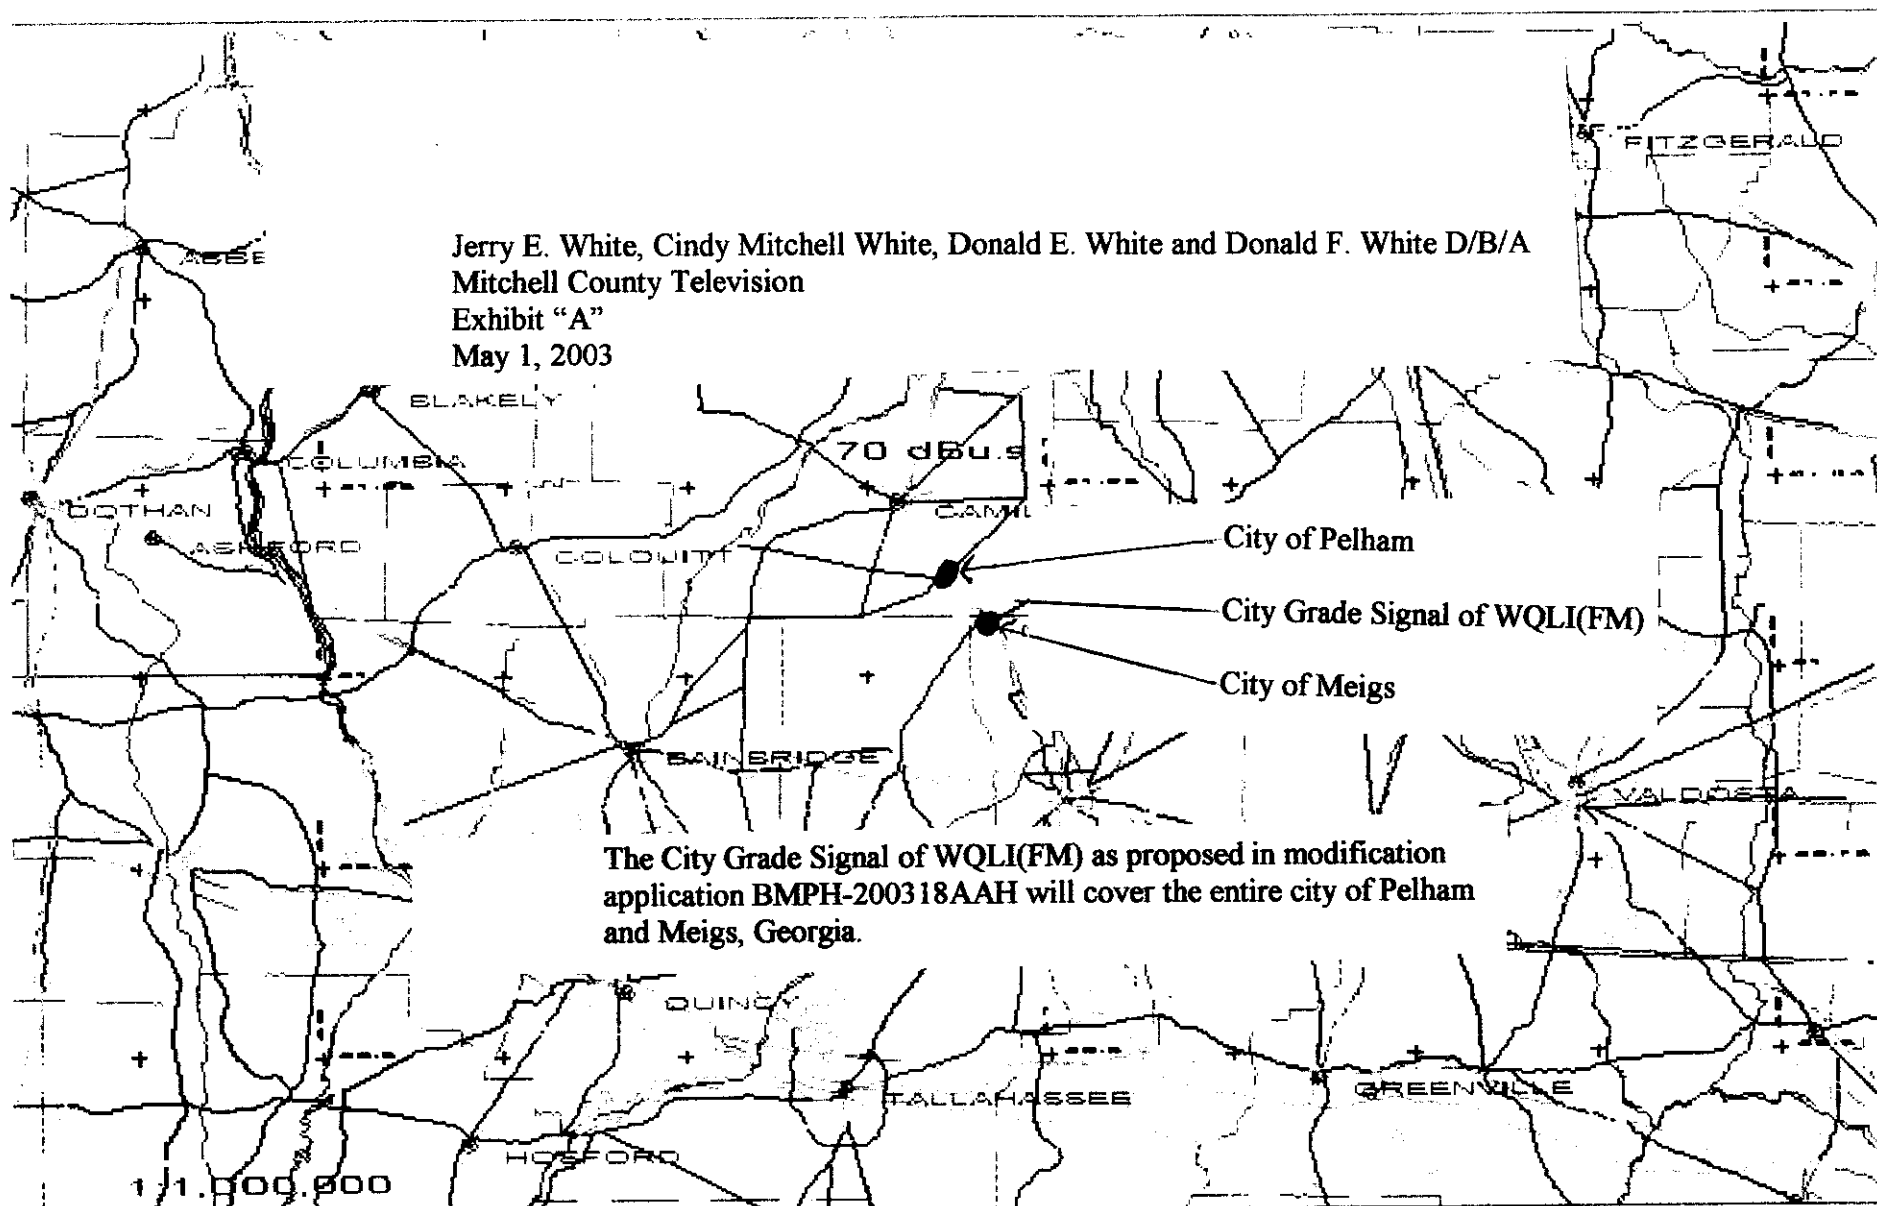 FITZGERALD
Jerry E. White, Cindy Mitchell White, Donald E. White and Donald F. White D/B/A
Mitchell County Television
Exhibit “A”
May 1, 2003
BLAKELY
COLUMBIA
70 dBu.s
DOTHAN
CAMIL
ASHFORD
COLQUITT
City of Pelham
City Grade Signal of WQLI(FM)
City of Meigs
BAINBRIDGE
VALDOSTA
The City Grade Signal of WQLI(FM) as proposed in modification
application BMPH-200318AAH will cover the entire city of Pelham
and Meigs, Georgia.
QUINCY
TALLAHASSEE
GREENVILLE
HOSFORD
1:1,000,000